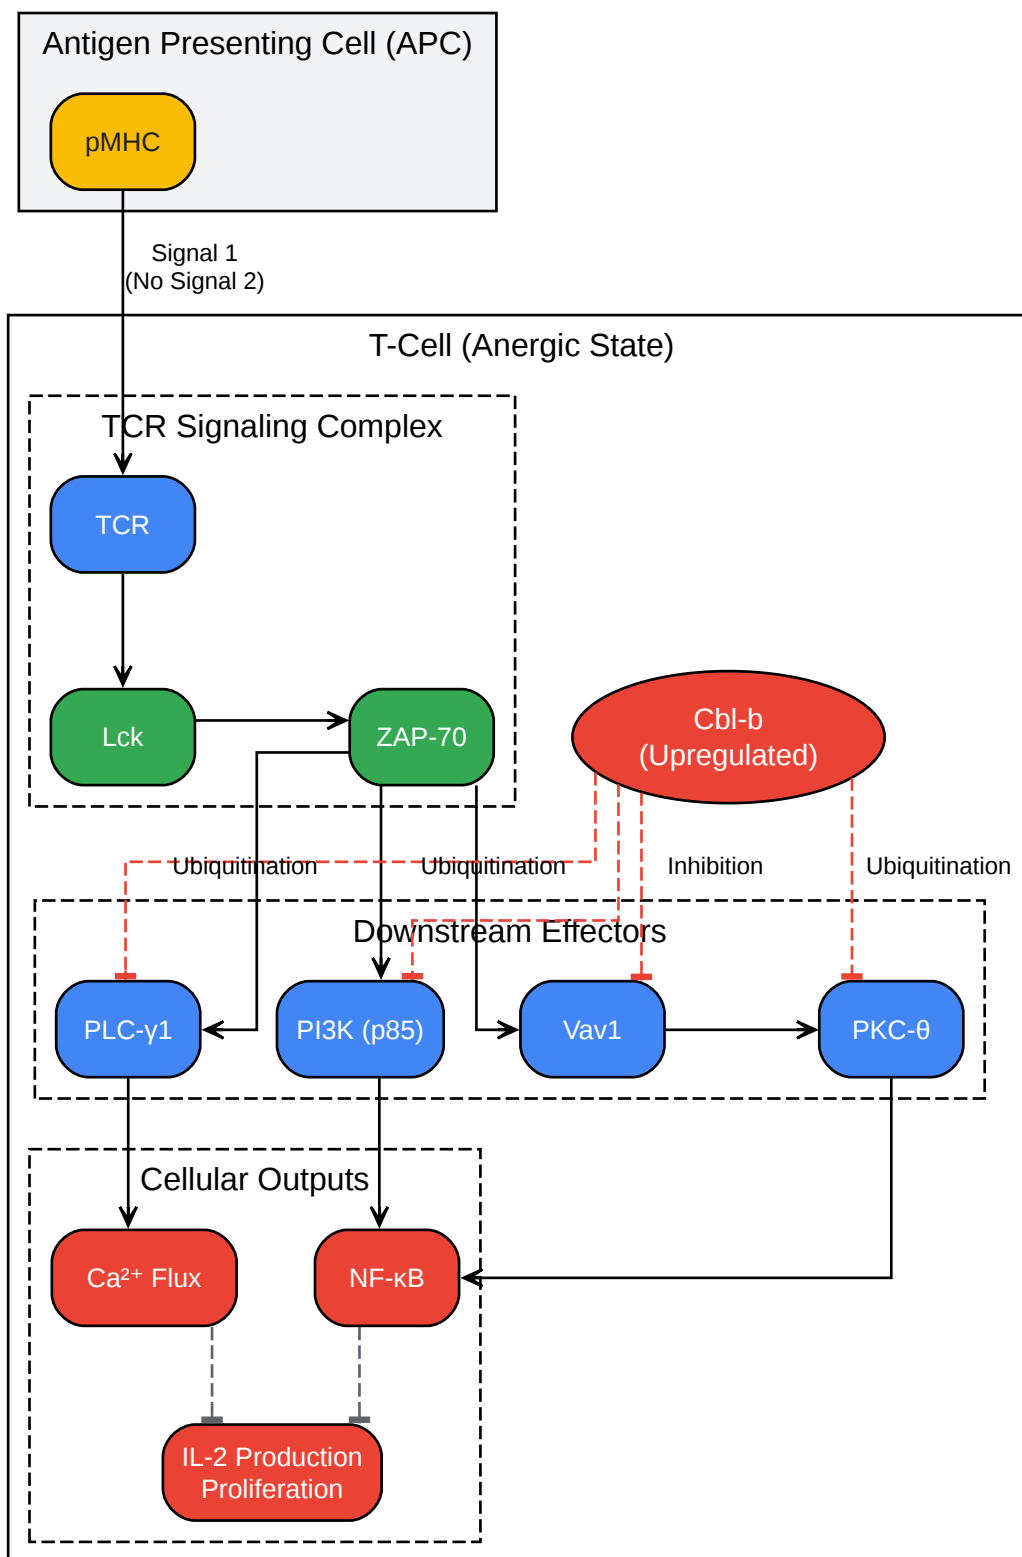 Antigen Presenting Cell (APC)
pMHC
Signal 1
(No Signal 2)
T-Cell (Anergic State)
TCR Signaling Complex
TCR
Lck
ZAP-70
Cbl-b
(Upregulated)
Ubiquitination
Ubiquitination
Inhibition
Ubiquitination
Downstream Effectors
PLC-γ1
PI3K (p85)
Vav1
PKC-θ
Cellular Outputs
Ca²⁺ Flux
NF-κB
IL-2 Production
Proliferation